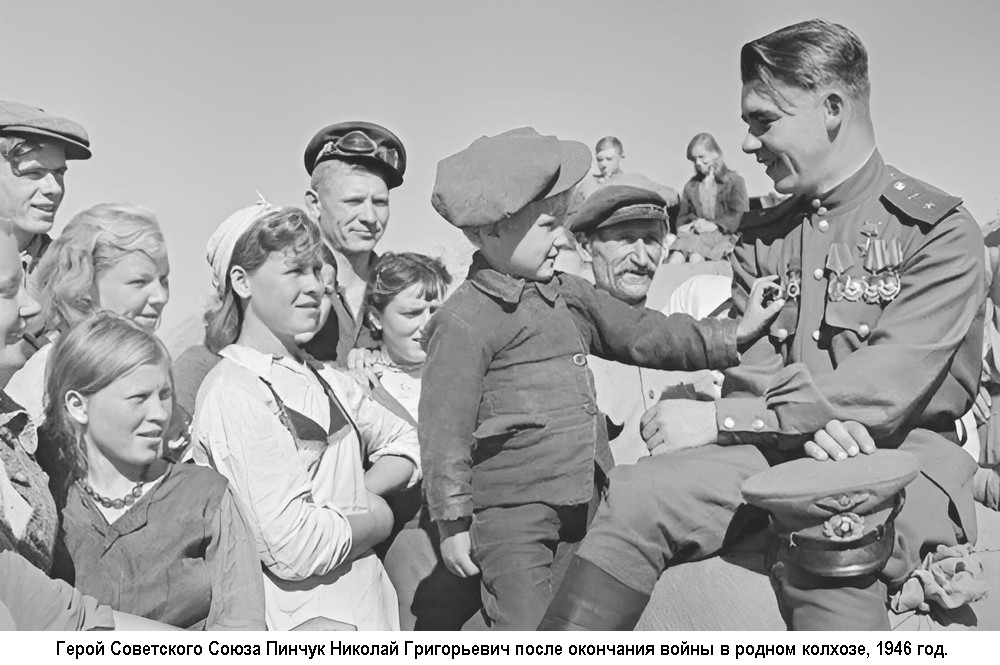 Герой Советского Союза Пинчук Николай Григорьевич после окончания войны в родном колхозе, 1946 год.